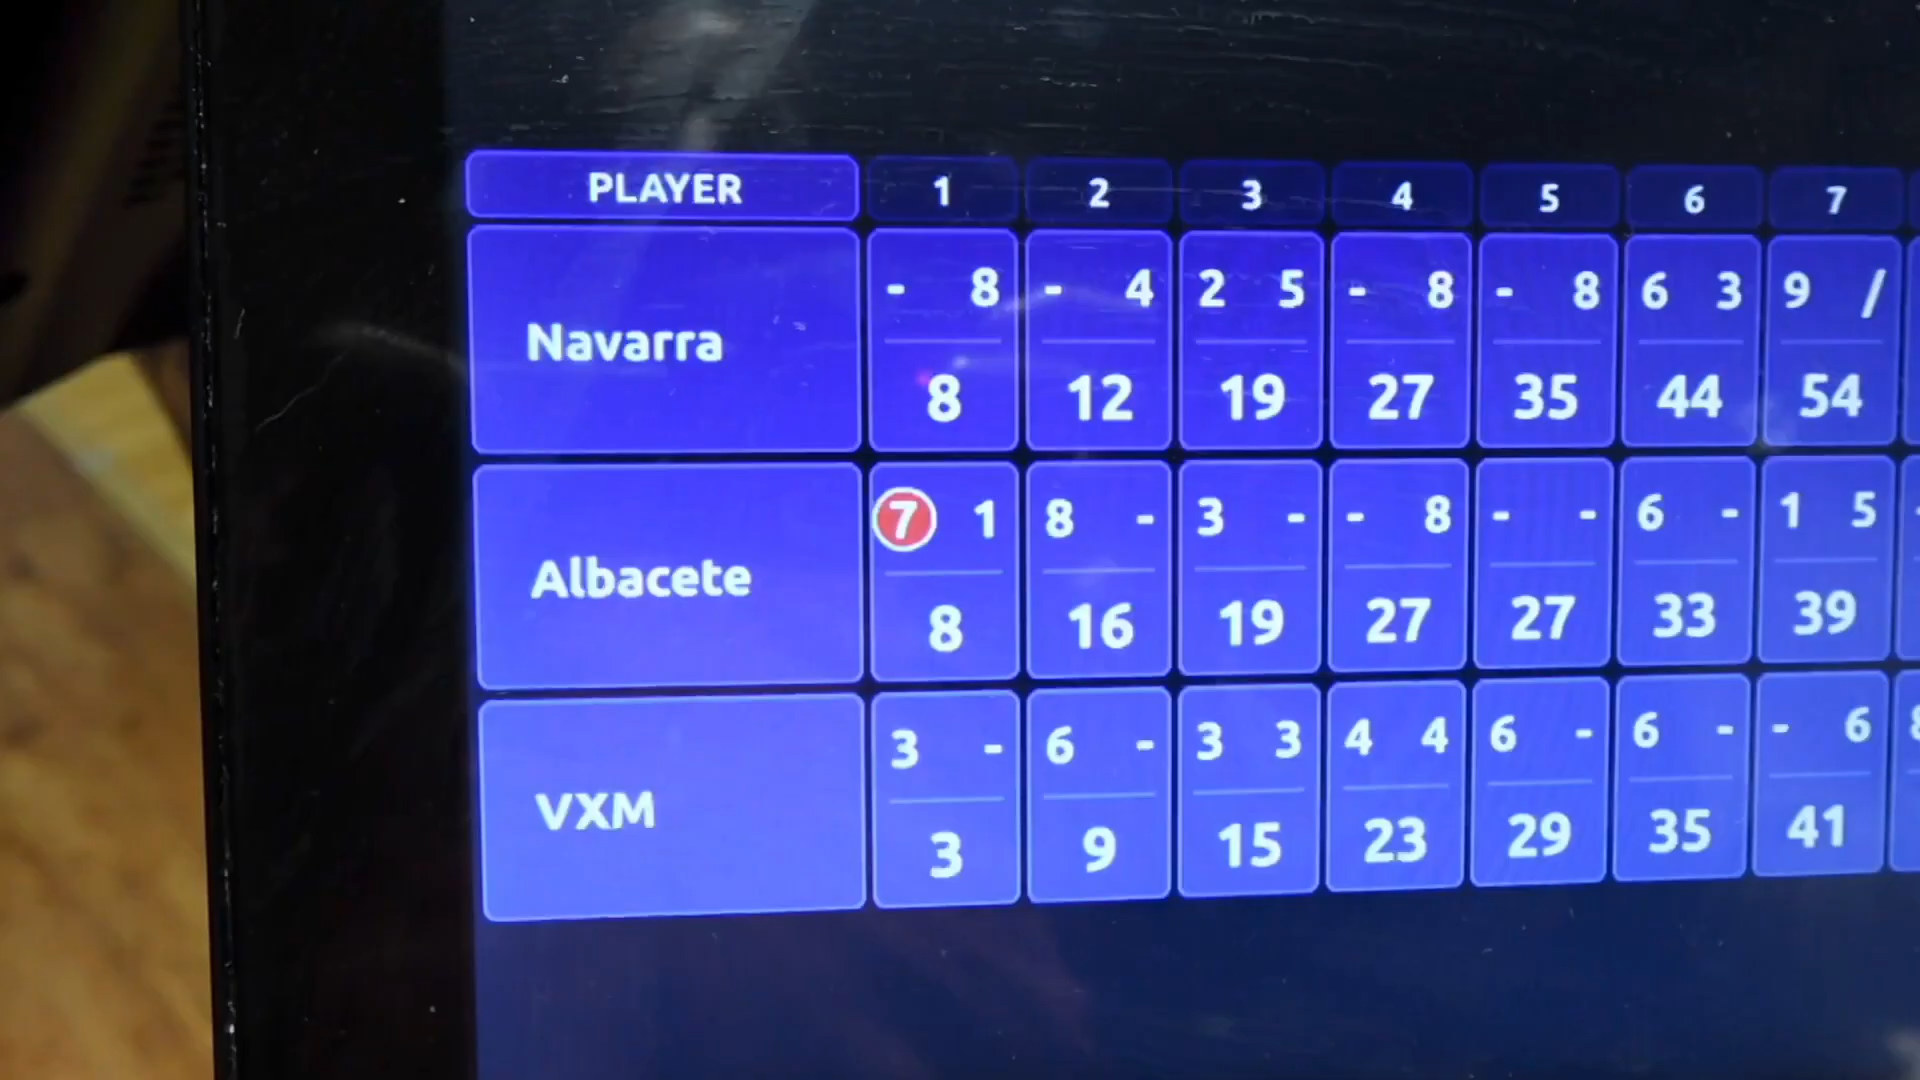 PLAYER 1 2 3 4 5 6 7
- 8 - 4 2 5 - 8 - 8 6 3 9 /
Navarra
8 12 19 27 35 44 54
7 1 8 - 3 - - 8 - - 6 - 1 5
Albacete
8 16 19 27 27 33 39
3 - 6 - 3 3 4 4 6 - 6 - - 6
VXM
3 9 15 23 29 35 41